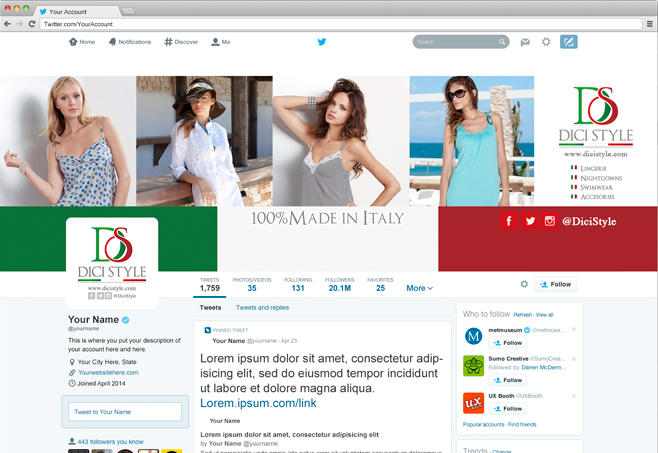 Your Account
Twitter.com/YourAccount
Home
Notifications
Discover
Me
Search
DS
DICI STYLE
www.dicistyle.com
LINGERIE
NIGHTGOWNS
SWIMWEAR
ACCESORIES
100% MADE IN ITALY
@DiciStyle
DS
DICI STYLE
www.dicistyle.com
@DiciStyle
TWEETS
1,759
PHOTOS/VIDEOS
35
FOLLOWING
131
FOLLOWERS
20.1M
FAVORITES
25
More
Follow
Your Name
@yourname
This is where you put your description of
your account here and here.
Your City Here, State
Yourwebsitehere.com
Joined April 2014
Tweet to Your Name
443 followers you know
Tweets
Tweets and replies
PINNED TWEET
Your Name @yourname - Apr 23
Lorem ipsum dolor sit amet, consectetur adip-
isicing elit, sed do eiusmod tempor incididunt
ut labore et dolore magna aliqua.
Lorem.ipsum.com/link
Your Name
Lorem ipsum dolor sit amet, consectetur adipisicing elit
by Your Name @yourname
Who to follow · Refresh · View all
metmuseum @metmuse...
M
Follow
Sumo Creative @SumoCrea...
Followed by Darren McDerm...
Follow
UX Booth @UXBooth
ux
Follow
Popular accounts · Find friends
Trends · Change